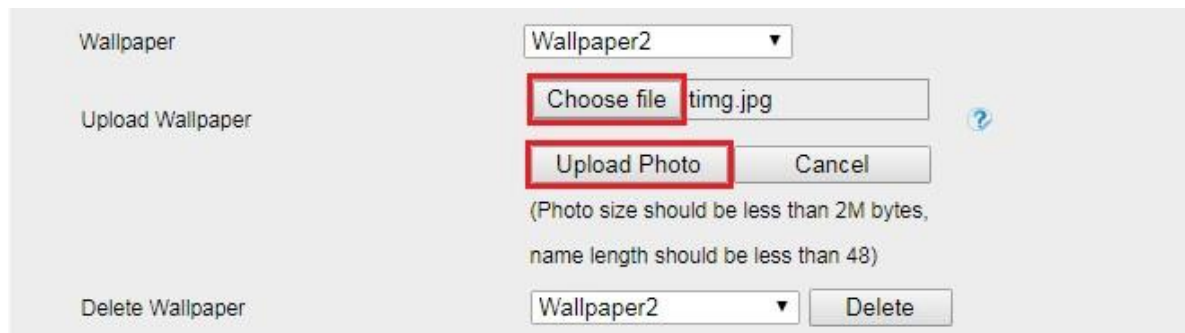 Wallpaper Wallpaper2
Choose file timg.jpg
Upload Wallpaper
Upload Photo Cancel
(Photo size should be less than 2M bytes,
name length should be less than 48)
Delete Wallpaper Wallpaper2 Delete